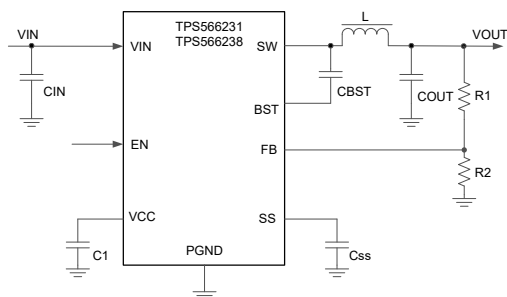 VIN
CIN
TPS566231
TPS566238
VIN
EN
VCC
PGND
SW
BST
FB
SS
C1
L
VOUT
CBST
COUT
R1
R2
Css